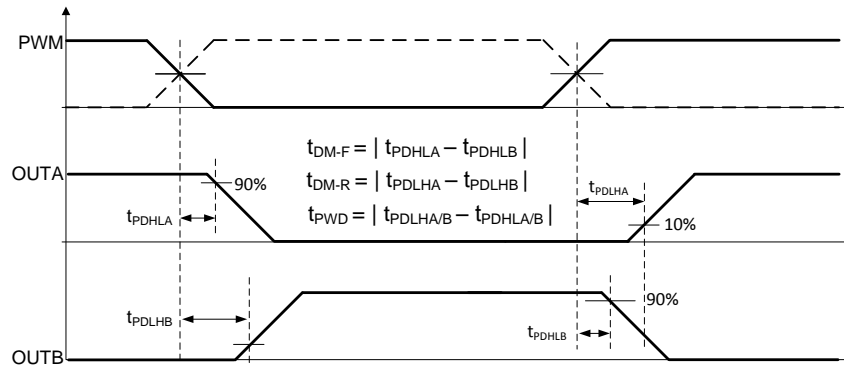 PWM
t_DM-F = | t_PDHLA – t_PDHLB |
OUTA
90%
t_DM-R = | t_PDLHA – t_PDLHB |
t_PDLHA
t_PDHLA
t_PWD = | t_PDLHA/B – t_PDHLA/B |
10%
90%
t_PDLHB
t_PDHLB
OUTB